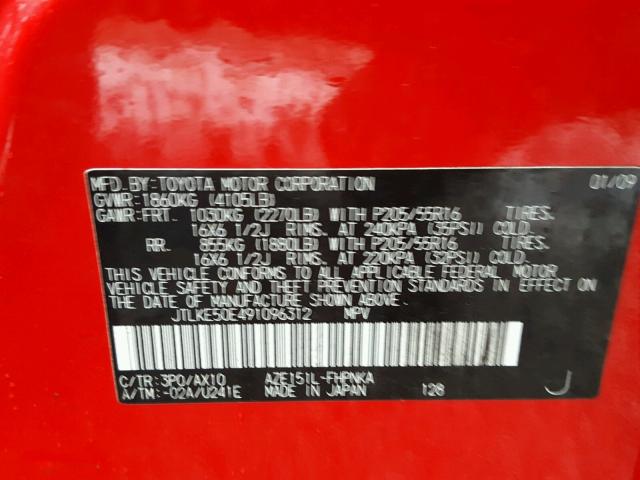 MFD. BY: TOYOTA MOTOR CORPORATION 01/09
GVWR: 1860KG (4105LB)
GAWR: FRT. 1030KG (2270LB) WITH P205/55R16 TIRES.
16X6 1/2J RIMS. AT 240KPA (35PSI) COLD.
RR. 855KG (1880LB) WITH P205/55R16 TIRES.
16X6 1/2J RIMS. AT 220KPA (32PSI) COLD.
THIS VEHICLE CONFORMS TO ALL APPLICABLE FEDERAL MOTOR
VEHICLE SAFETY AND THEFT PREVENTION STANDARDS IN EFFECT ON
THE DATE OF MANUFACTURE SHOWN ABOVE.
JTLKE50E491096312 MPV
C/TR: 3P0/AX10 AZE151L-FHPNKA
A/TM: -02A/U241E MADE IN JAPAN 128 J